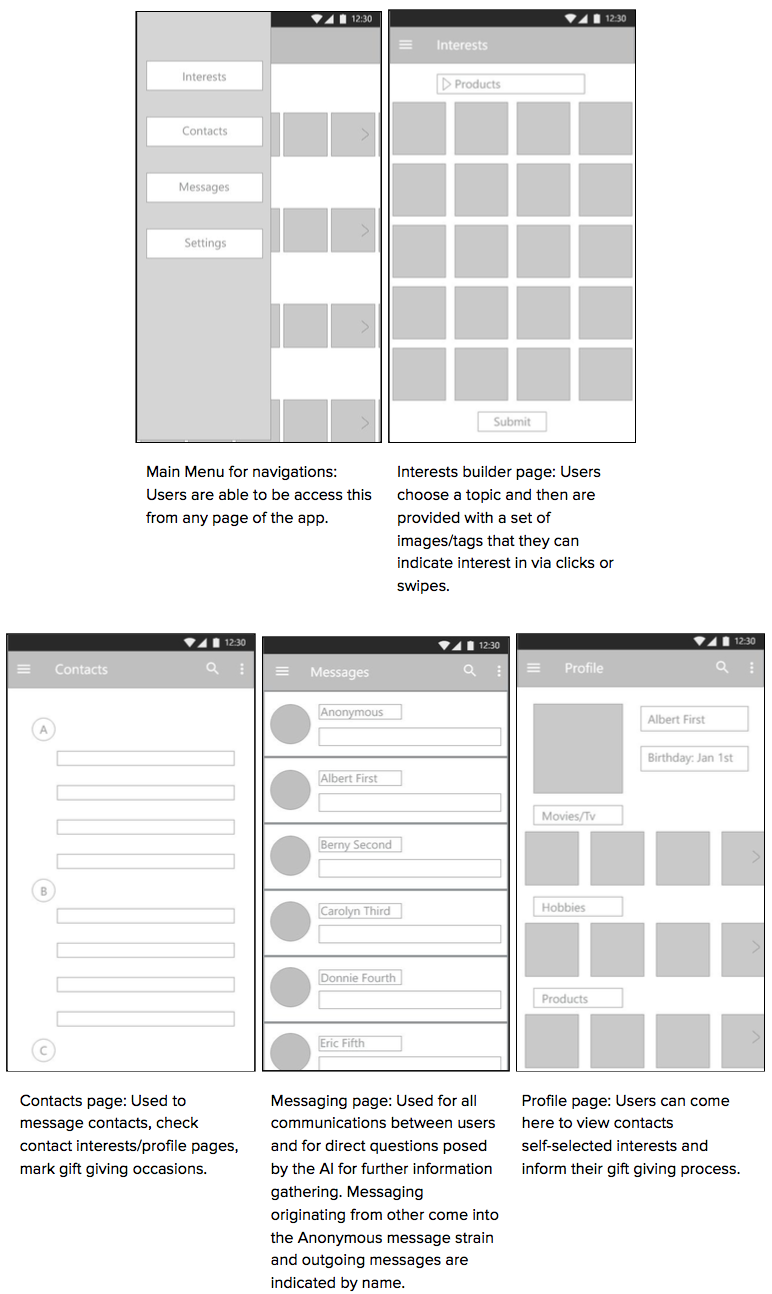 12:30
Interests
Contacts
Messages
Settings
12:30
Interests
Products
Submit
Main Menu for navigations:
Users are able to be access this
from any page of the app.
Interests builder page: Users
choose a topic and then are
provided with a set of
images/tags that they can
indicate interest in via clicks or
swipes.
12:30
Contacts
A
B
C
12:30
Messages
Anonymous
Albert First
Berny Second
Carolyn Third
Donnie Fourth
Eric Fifth
12:30
Profile
Albert First
Birthday: Jan 1st
Movies/Tv
Hobbies
Products
Contacts page: Used to
message contacts, check
contact interests/profile pages,
mark gift giving occasions.
Messaging page: Used for all
communications between users
and for direct questions posed
by the AI for further information
gathering. Messaging
originating from other come into
the Anonymous message strain
and outgoing messages are
indicated by name.
Profile page: Users can come
here to view contacts
self-selected interests and
inform their gift giving process.